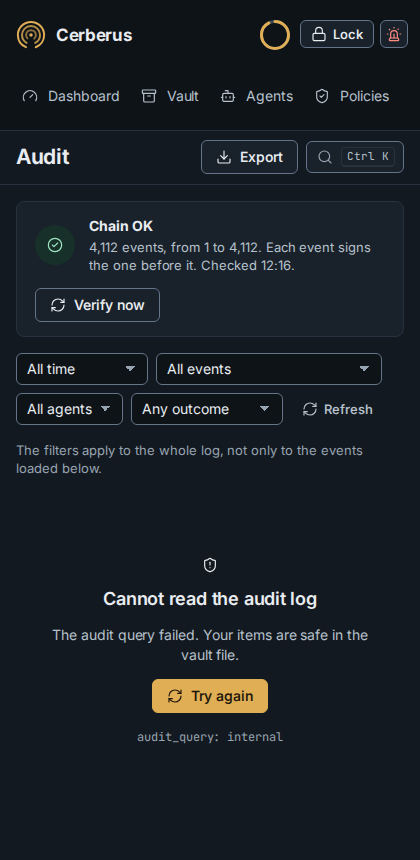 Cerberus
Lock
Dashboard
Vault
Agents
Policies
Audit
Export
Ctrl K
Chain OK
4,112 events, from 1 to 4,112. Each event signs
the one before it. Checked 12:16.
Verify now
All time
All events
All agents
Any outcome
Refresh
The filters apply to the whole log, not only to the events
loaded below.
Cannot read the audit log
The audit query failed. Your items are safe in the
vault file.
Try again
audit_query: internal